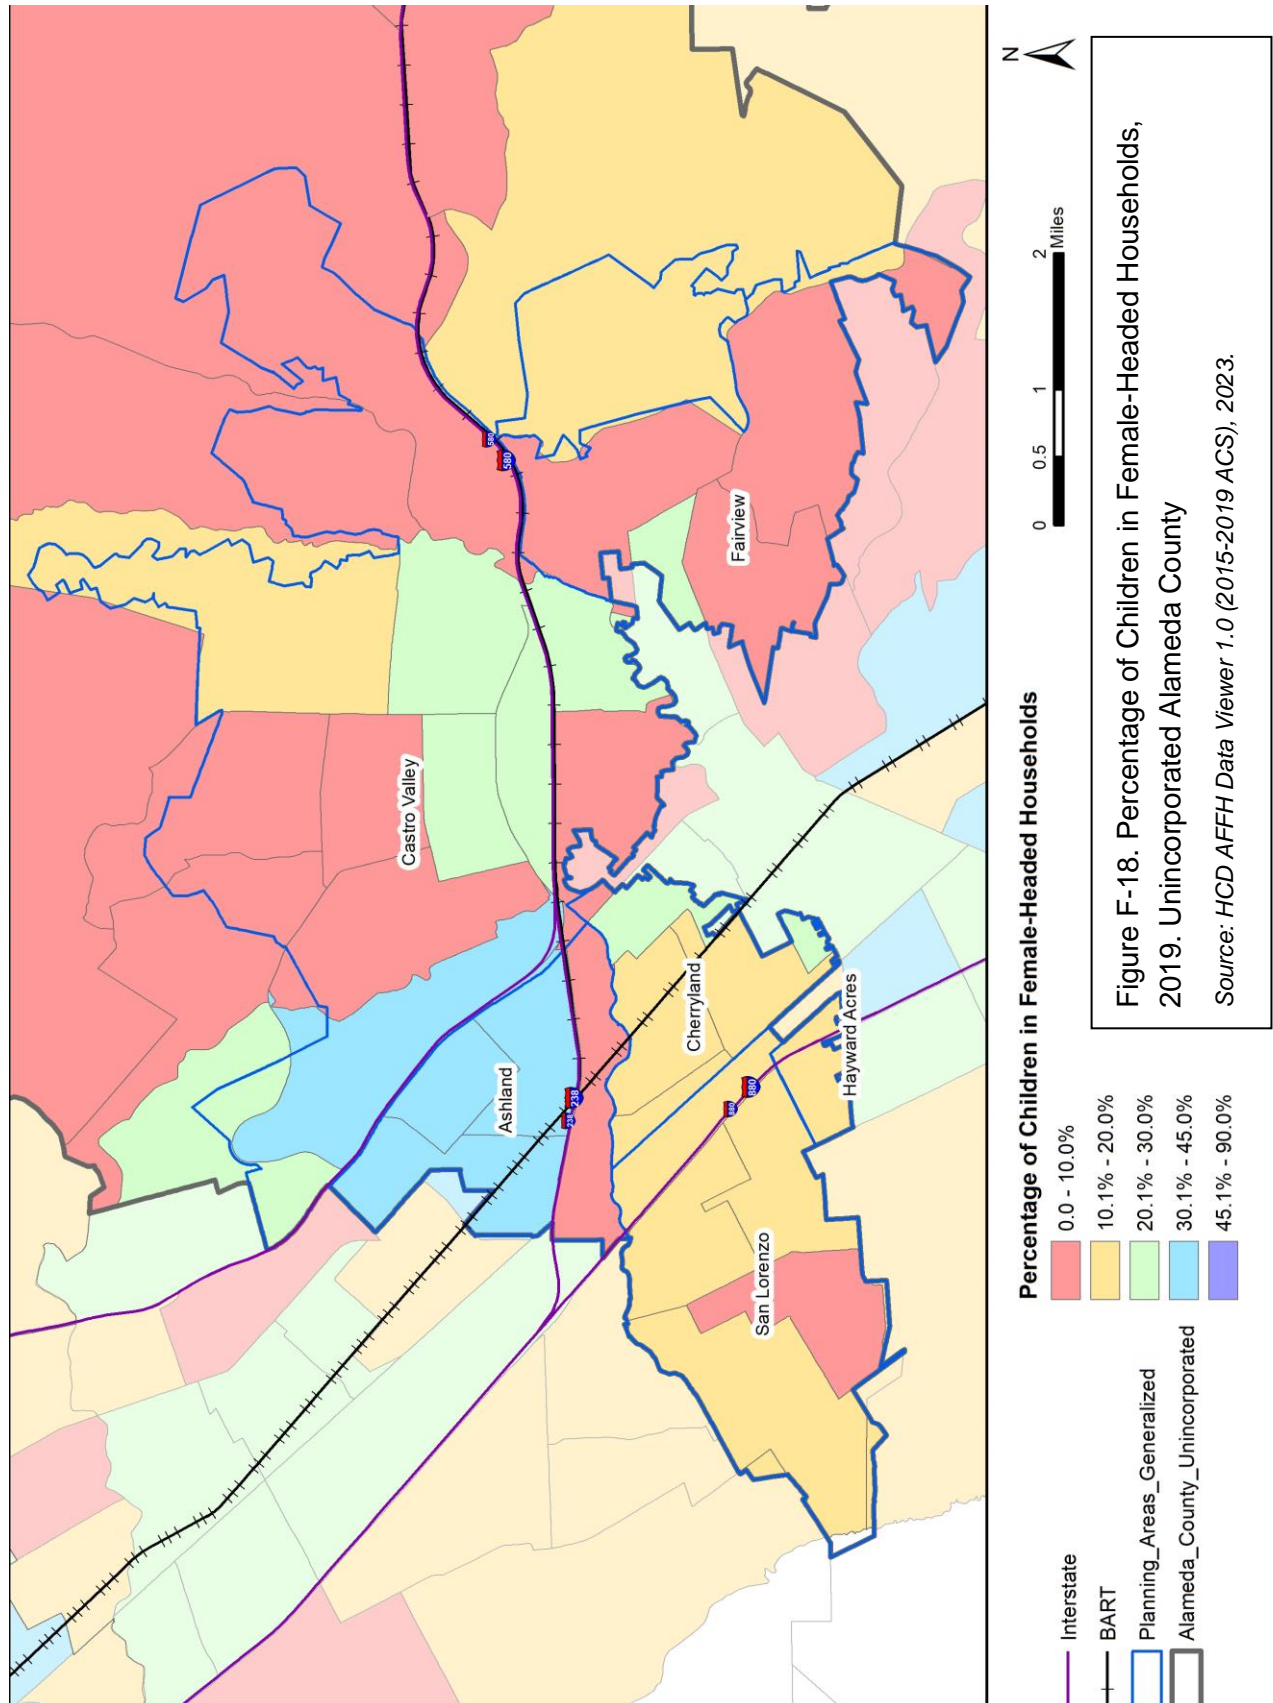 Castro Valley
Ashland
Fairview
Cherryland
Hayward Acres
San Lorenzo
580
580
238
238
880
880
N
0 0.5 1 2
Miles
Interstate
BART
Planning_Areas_Generalized
Alameda_County_Unincorporated
Percentage of Children in Female-Headed Households
0.0 - 10.0%
10.1% - 20.0%
20.1% - 30.0%
30.1% - 45.0%
45.1% - 90.0%
Figure F-18. Percentage of Children in Female-Headed Households,
2019. Unincorporated Alameda County
Source: HCD AFFH Data Viewer 1.0 (2015-2019 ACS), 2023.